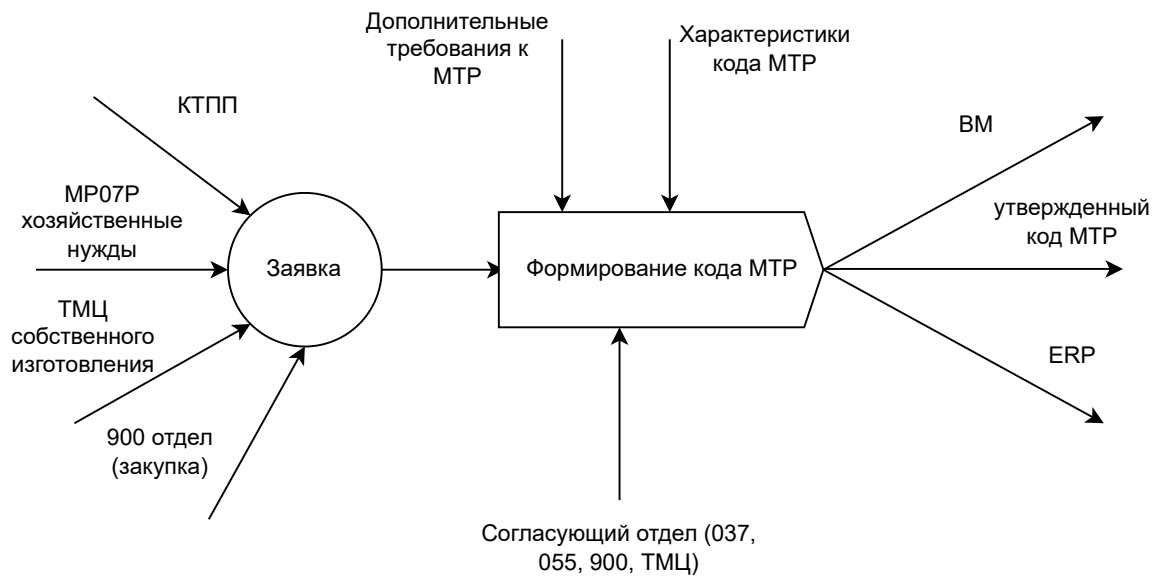 Дополнительные
требования к
МТР
Характеристики
кода МТР
КТПП
ВМ
МР07Р
хозяйственные
нужды
утвержденный
код МТР
Заявка
Формирование кода МТР
ТМЦ
собственного
изготовления
ERP
900 отдел
(закупка)
Согласующий отдел (037,
055, 900, ТМЦ)